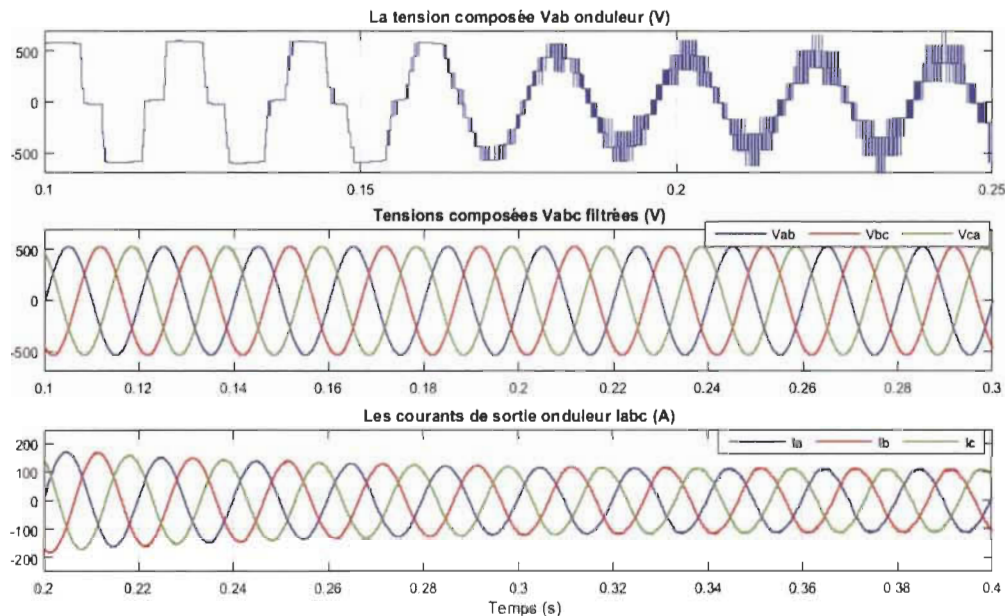 La tension composée Vab onduleur (V)
500
0
-500
0.1 0.15 0.2 0.25
Tensions composées Vabc filtrées (V)
Vab Vbc Vca
500
0
-500
0.1 0.12 0.14 0.16 0.18 0.2 0.22 0.24 0.26 0.28 0.3
Les courants de sortie onduleur Iabc (A)
Ia Ib Ic
200
100
0
-100
-200
0.2 0.22 0.24 0.26 0.28 0.3 0.32 0.34 0.36 0.38 0.4
Temps (s)